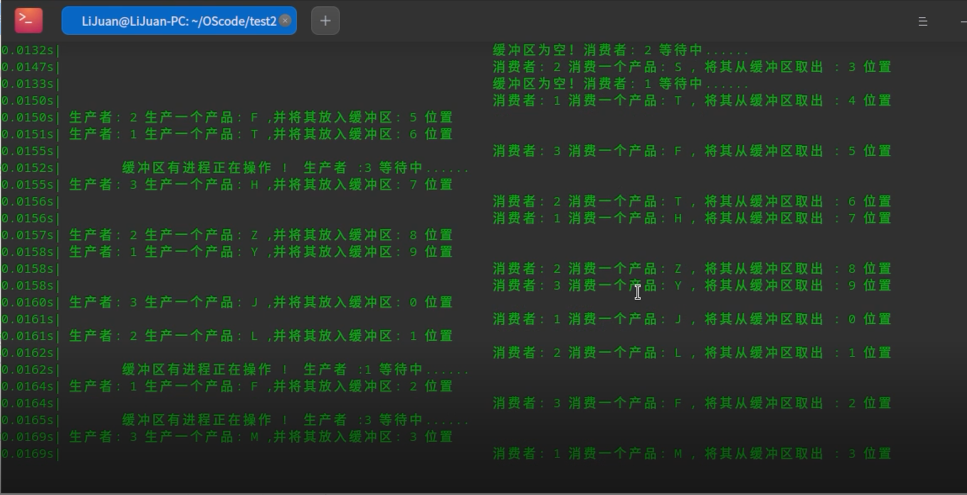 LiJuan@LiJuan-PC: ~/OScode/test2
0.0132s| 缓冲区为空！消费者：2 等待中......
0.0147s| 消费者：2 消费一个产品：S ，将其从缓冲区取出 ：3 位置
0.0133s| 缓冲区为空！消费者：1 等待中......
0.0150s| 消费者：1 消费一个产品：T ，将其从缓冲区取出 ：4 位置
0.0150s| 生产者：2 生产一个产品：F ,并将其放入缓冲区：5 位置
0.0151s| 生产者：1 生产一个产品：T ,并将其放入缓冲区：6 位置
0.0155s| 消费者：3 消费一个产品：F ，将其从缓冲区取出 ：5 位置
0.0152s| 缓冲区有进程正在操作 ！ 生产者 :3 等待中......
0.0155s| 生产者：3 生产一个产品：H ,并将其放入缓冲区：7 位置
0.0156s| 消费者：2 消费一个产品：T ，将其从缓冲区取出 ：6 位置
0.0156s| 消费者：1 消费一个产品：H ，将其从缓冲区取出 ：7 位置
0.0157s| 生产者：2 生产一个产品：Z ,并将其放入缓冲区：8 位置
0.0158s| 生产者：1 生产一个产品：Y ,并将其放入缓冲区：9 位置
0.0158s| 消费者：2 消费一个产品：Z ，将其从缓冲区取出 ：8 位置
0.0158s| 消费者：3 消费一个产品：Y ，将其从缓冲区取出 ：9 位置
0.0160s| 生产者：3 生产一个产品：J ,并将其放入缓冲区：0 位置
0.0161s| 消费者：1 消费一个产品：J ，将其从缓冲区取出 ：0 位置
0.0161s| 生产者：2 生产一个产品：L ,并将其放入缓冲区：1 位置
0.0162s| 消费者：2 消费一个产品：L ，将其从缓冲区取出 ：1 位置
0.0162s| 缓冲区有进程正在操作 ！ 生产者 :1 等待中......
0.0164s| 生产者：1 生产一个产品：F ,并将其放入缓冲区：2 位置
0.0164s| 消费者：3 消费一个产品：F ，将其从缓冲区取出 ：2 位置
0.0165s| 缓冲区有进程正在操作 ！ 生产者 :3 等待中......
0.0169s| 生产者：3 生产一个产品：M ,并将其放入缓冲区：3 位置
0.0169s| 消费者：1 消费一个产品：M ，将其从缓冲区取出 ：3 位置